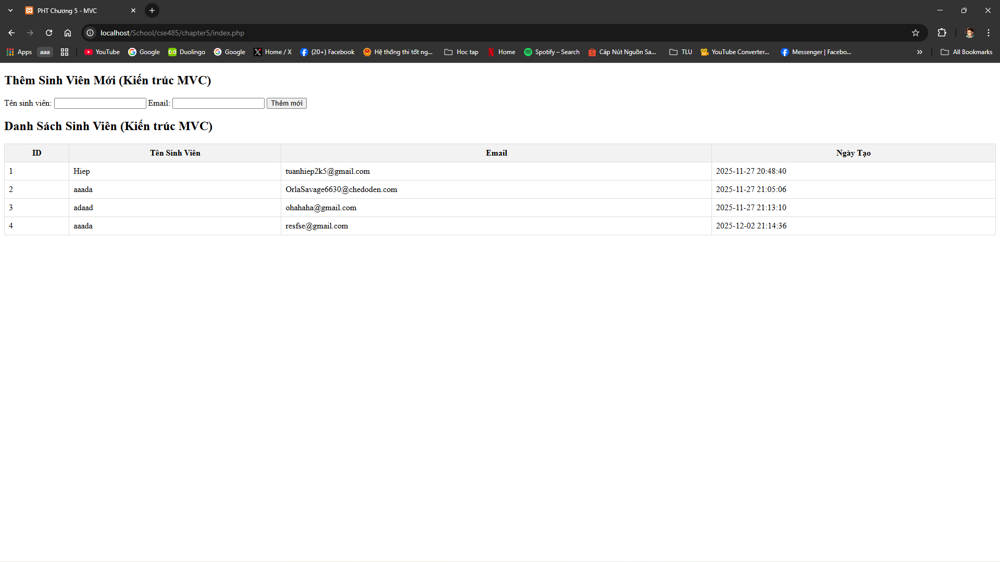 PHT Chương 5 - MVC
localhost/School/cse485/chapter5/index.php
Apps aaa YouTube Google Duolingo Google Home / X (20+) Facebook Hệ thống thi tốt ng... Hoc tap Home Spotify – Search Cáp Nút Nguồn Sa... TLU YouTube Converter... Messenger | Facebo... All Bookmarks
Thêm Sinh Viên Mới (Kiến trúc MVC)
Tên sinh viên: Email: Thêm mới
Danh Sách Sinh Viên (Kiến trúc MVC)
ID Tên Sinh Viên Email Ngày Tạo
1 Hiep tuanhiep2k5@gmail.com 2025-11-27 20:48:40
2 aaada OrlaSavage6630@chedoden.com 2025-11-27 21:05:06
3 adaad ohahaha@gmail.com 2025-11-27 21:13:10
4 aaada resfse@gmail.com 2025-12-02 21:14:36